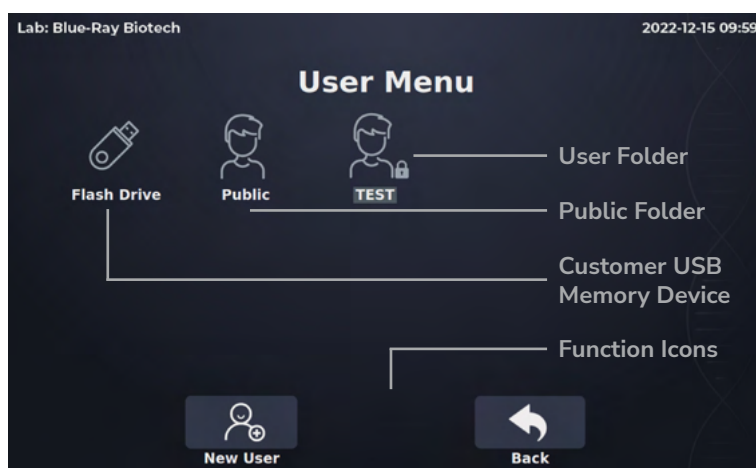 Lab: Blue-Ray Biotech
2022-12-15 09:59
User Menu
Flash Drive
Public
TEST
User Folder
Public Folder
Customer USB
Memory Device
Function Icons
New User
Back